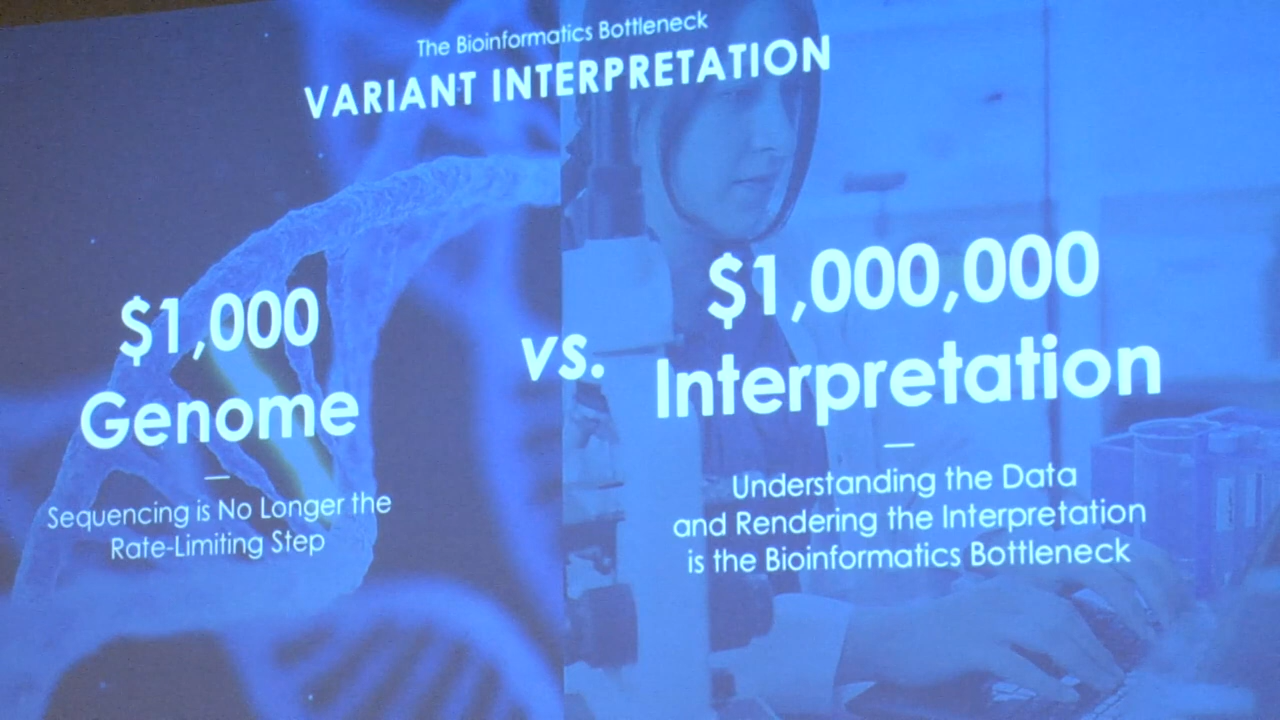 The Bioinformatics Bottleneck
VARIANT INTERPRETATION
$1,000
Genome
Sequencing is No Longer the
Rate-Limiting Step
vs.
$1,000,000
Interpretation
Understanding the Data
and Rendering the Interpretation
is the Bioinformatics Bottleneck